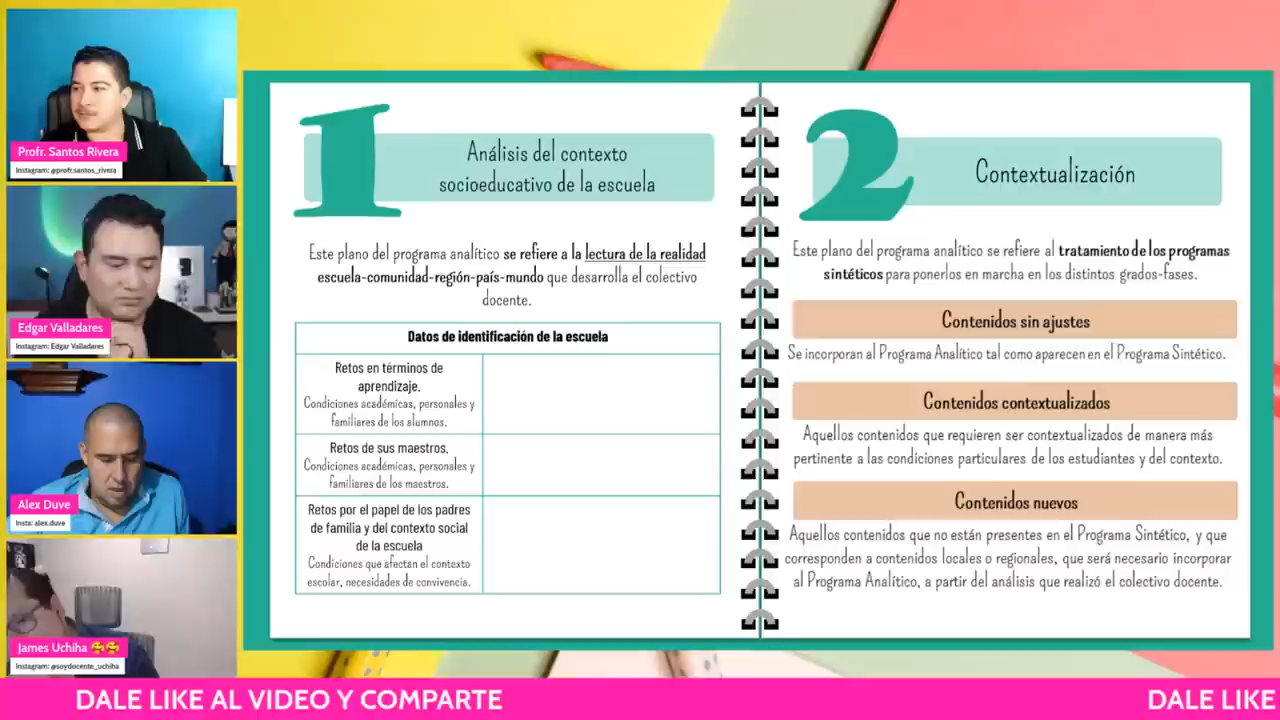 Profr. Santos Rivera
Instagram: @profr.santos_rivera
Edgar Valladares
Instagram: Edgar Valladares
Alex Duve
Insta: alex.duve
James Uchiha 🥰🥰
Instagram: @soydocente_uchiha
1
Análisis del contexto
socioeducativo de la escuela
Este plano del programa analítico se refiere a la lectura de la realidad
escuela-comunidad-región-país-mundo que desarrolla el colectivo
docente.
Datos de identificación de la escuela
Retos en términos de
aprendizaje.
Condiciones académicas, personales y
familiares de los alumnos.
Retos de sus maestros.
Condiciones académicas, personales y
familiares de los maestros.
Retos por el papel de los padres
de familia y del contexto social
de la escuela
Condiciones que afectan el contexto
escolar, necesidades de convivencia.
2
Contextualización
Este plano del programa analítico se refiere al tratamiento de los programas
sintéticos para ponerlos en marcha en los distintos grados-fases.
Contenidos sin ajustes
Se incorporan al Programa Analítico tal como aparecen en el Programa Sintético.
Contenidos contextualizados
Aquellos contenidos que requieren ser contextualizados de manera más
pertinente a las condiciones particulares de los estudiantes y del contexto.
Contenidos nuevos
Aquellos contenidos que no están presentes en el Programa Sintético, y que
corresponden a contenidos locales o regionales, que será necesario incorporar
al Programa Analítico, a partir del análisis que realizó el colectivo docente.
DALE LIKE AL VIDEO Y COMPARTE
DALE LIKE